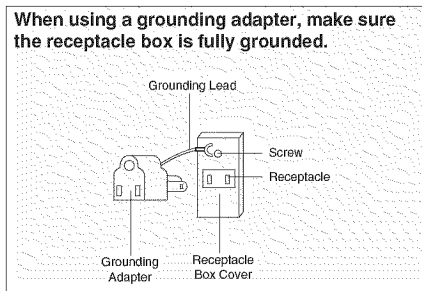 When using a grounding adapter, make sure
the receptacle box is fully grounded.
Grounding Lead
Screw
Receptacle
Grounding
Adapter
Receptacle
Box Cover